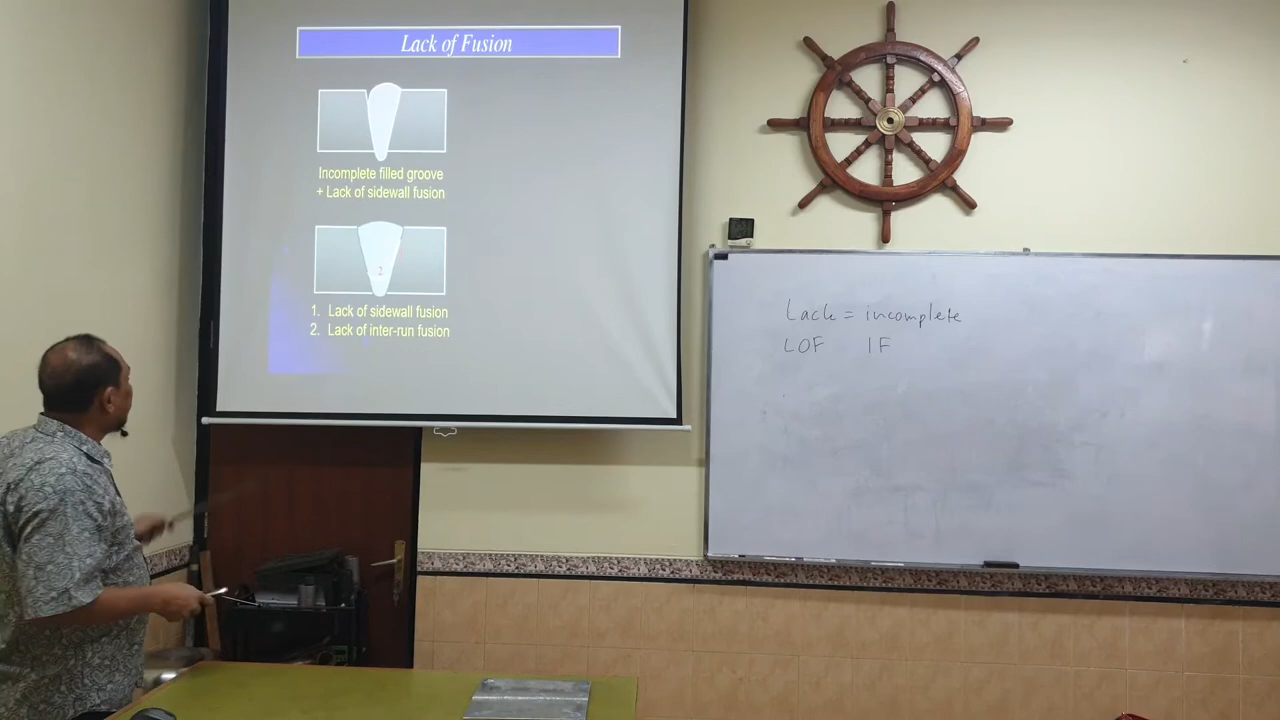 Lack of Fusion
Incomplete filled groove
+ Lack of sidewall fusion
2
1. Lack of sidewall fusion
2. Lack of inter-run fusion
Lack = incomplete
LOF IF